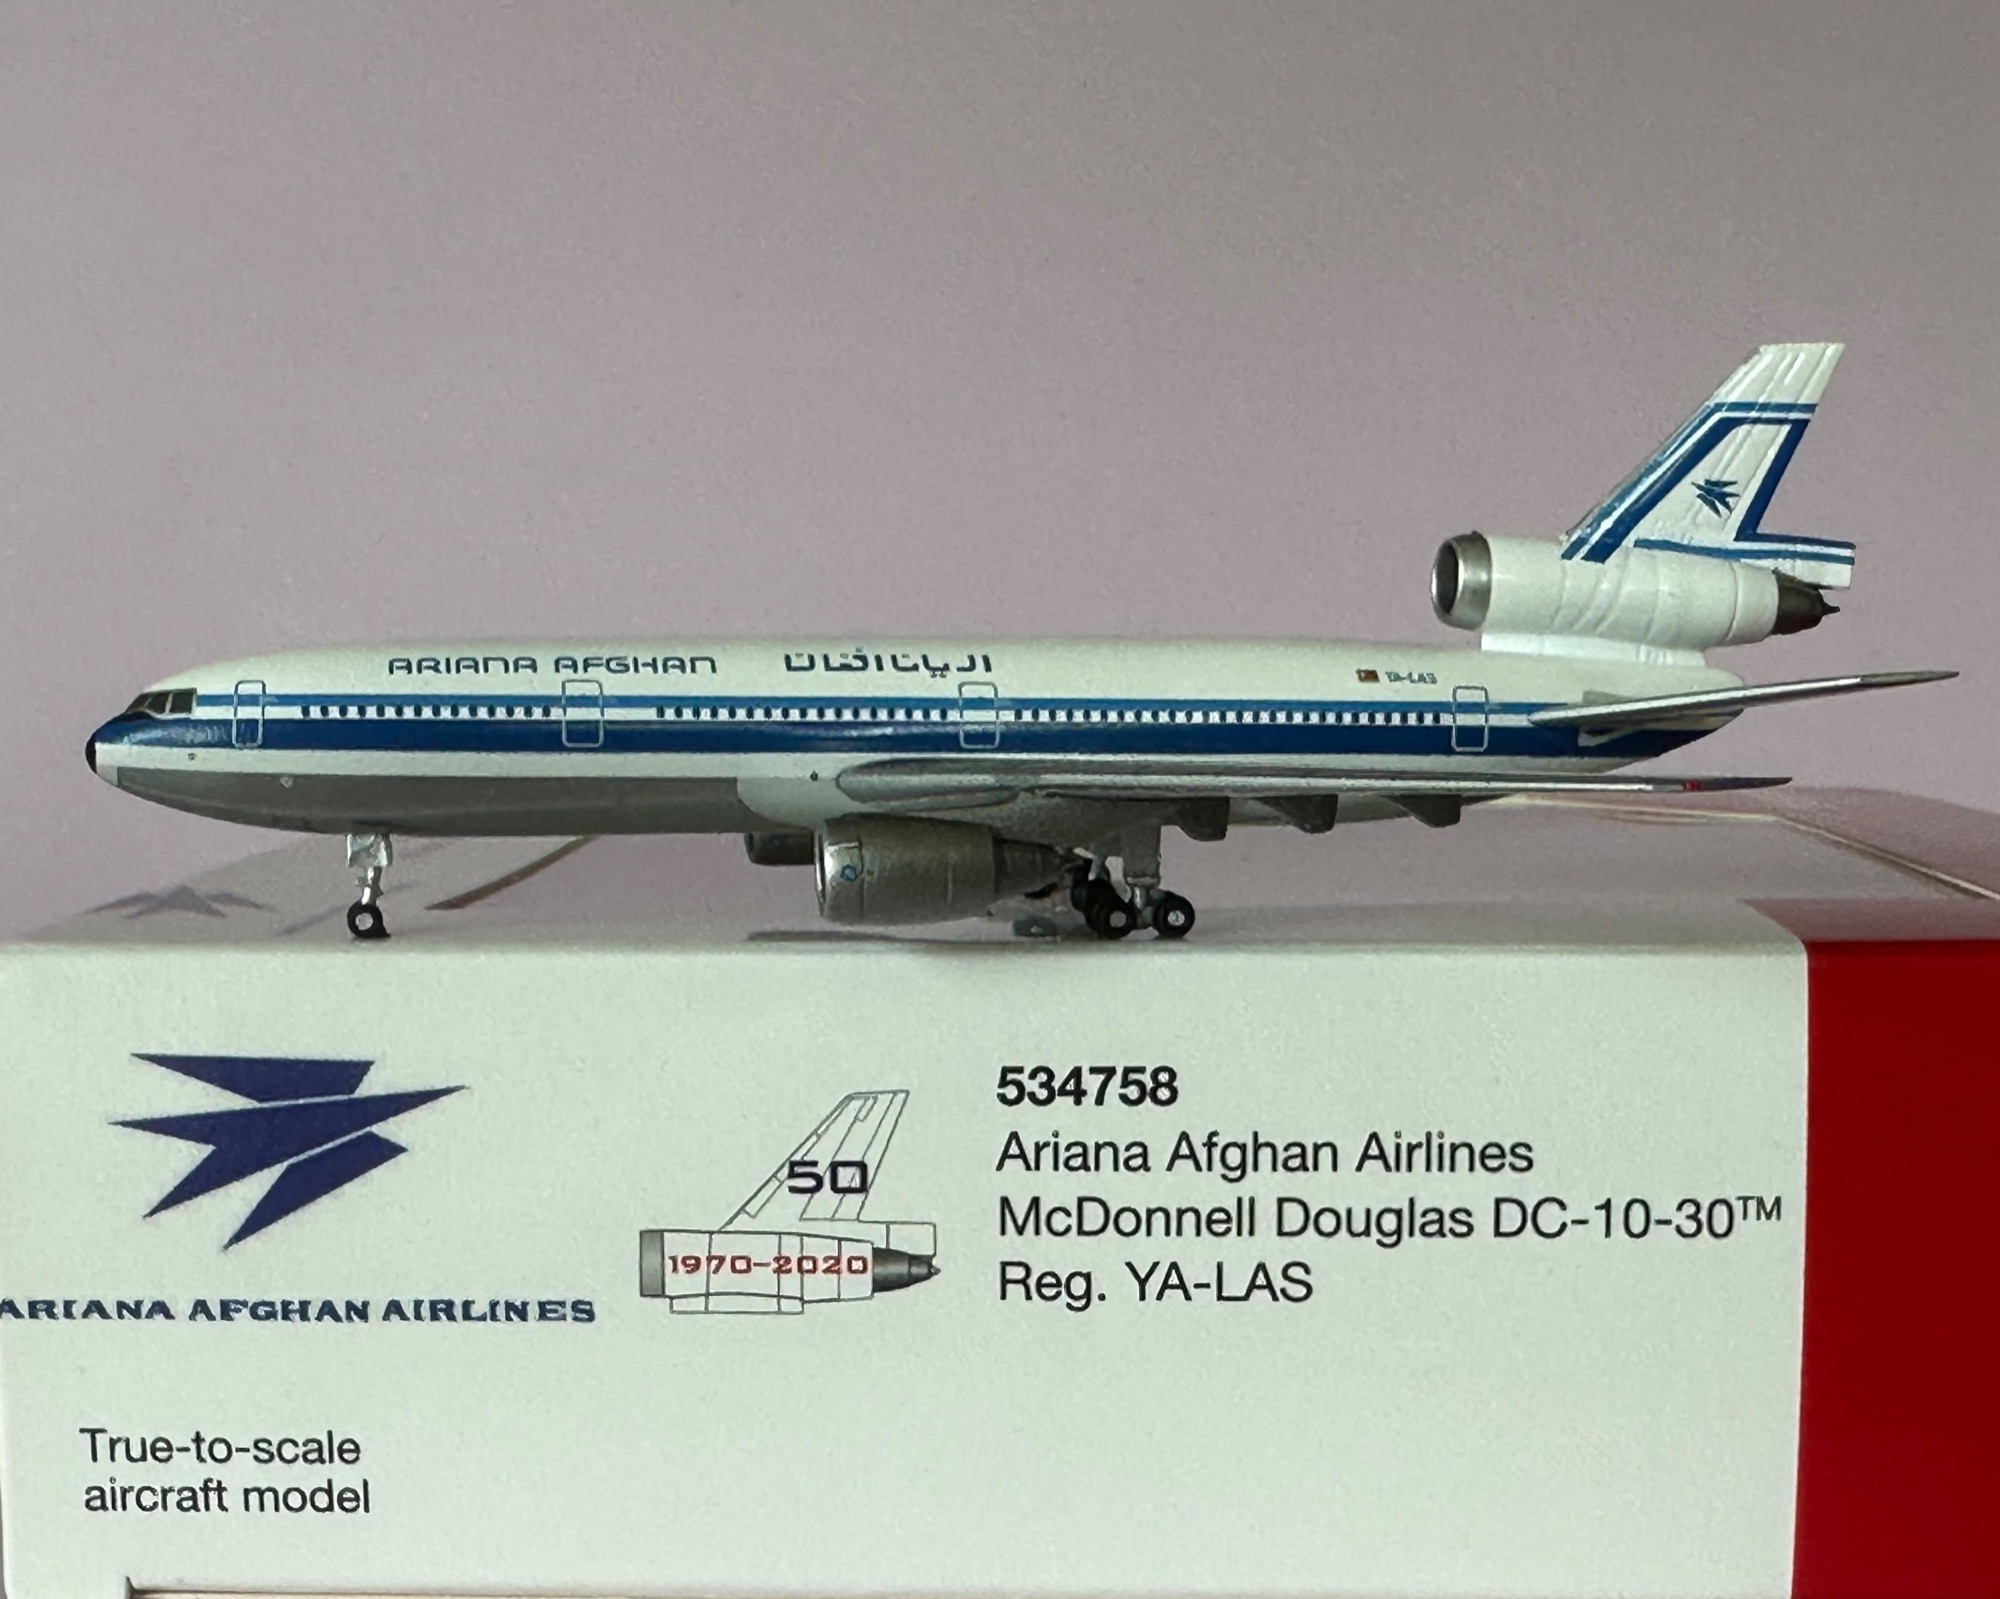 ARIANA AFGHAN آریانا افغان
YA-LAS
ARIANA AFGHAN AIRLINES
50
1970-2020
534758
Ariana Afghan Airlines
McDonnell Douglas DC-10-30™
Reg. YA-LAS
True-to-scale
aircraft model